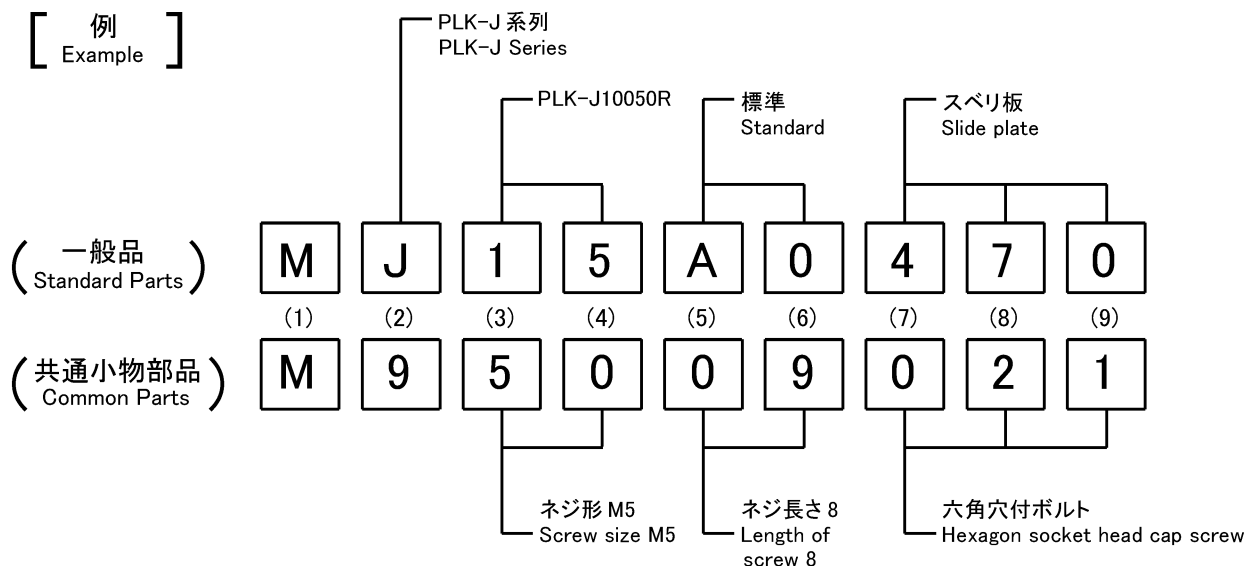 例
Example
PLK-J 系列
PLK-J Series
PLK-J10050R
標準
Standard
スベリ板
Slide plate
一般品
Standard Parts
M J 1 5 A 0 4 7 0
(1) (2) (3) (4) (5) (6) (7) (8) (9)
共通小物部品
Common Parts
M 9 5 0 0 9 0 2 1
ネジ形 M5
Screw size M5
ネジ長さ 8
Length of
screw 8
六角穴付ボルト
Hexagon socket head cap screw